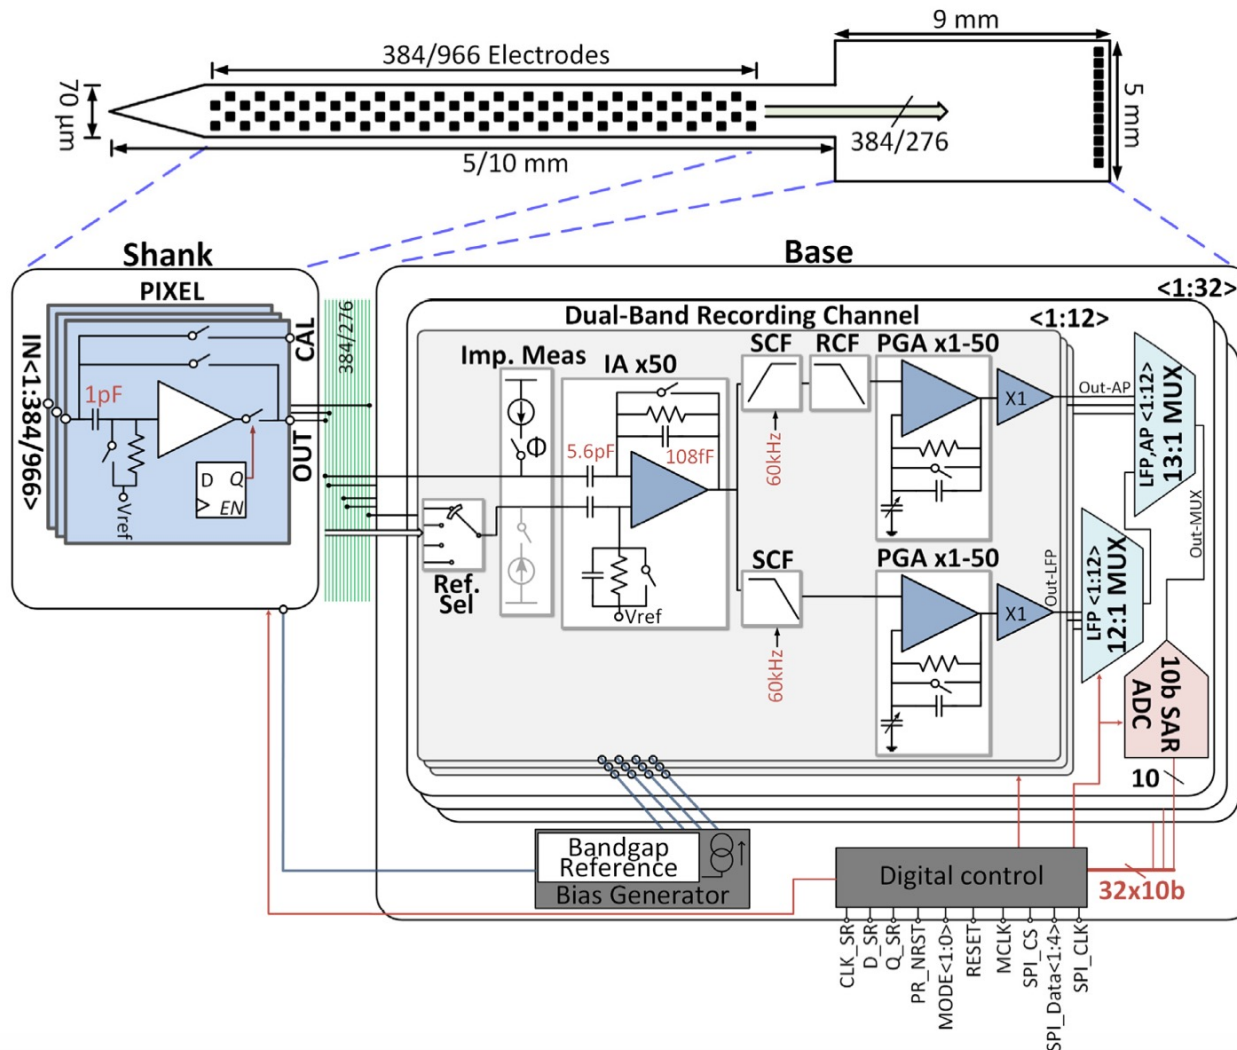 9 mm
384/966 Electrodes
70 µm
5 mm
384/276
5/10 mm
Shank
Base
PIXEL
<1:32>
Dual-Band Recording Channel
<1:12>
IN<1:384/966>
CAL
OUT
1pF
Vref
D Q
EN
384/276
Imp. Meas
IA x50
SCF
RCF
PGA x1-50
5.6pF
108fF
Φ
60kHz
X1
Out-AP
LFP,AP <1:12>
13:1 MUX
Ref.
Sel
Vref
SCF
60kHz
PGA x1-50
X1
Out-LFP
LFP <1:12>
12:1 MUX
Out-MUX
10b SAR
ADC
10
Bandgap
Reference
Bias Generator
Digital control
32x10b
CLK_SR
D_SR
Q_SR
PR_NRST
MODE<1:0>
RESET
MCLK
SPI_CS
SPI_Data<1:4>
SPI_CLK